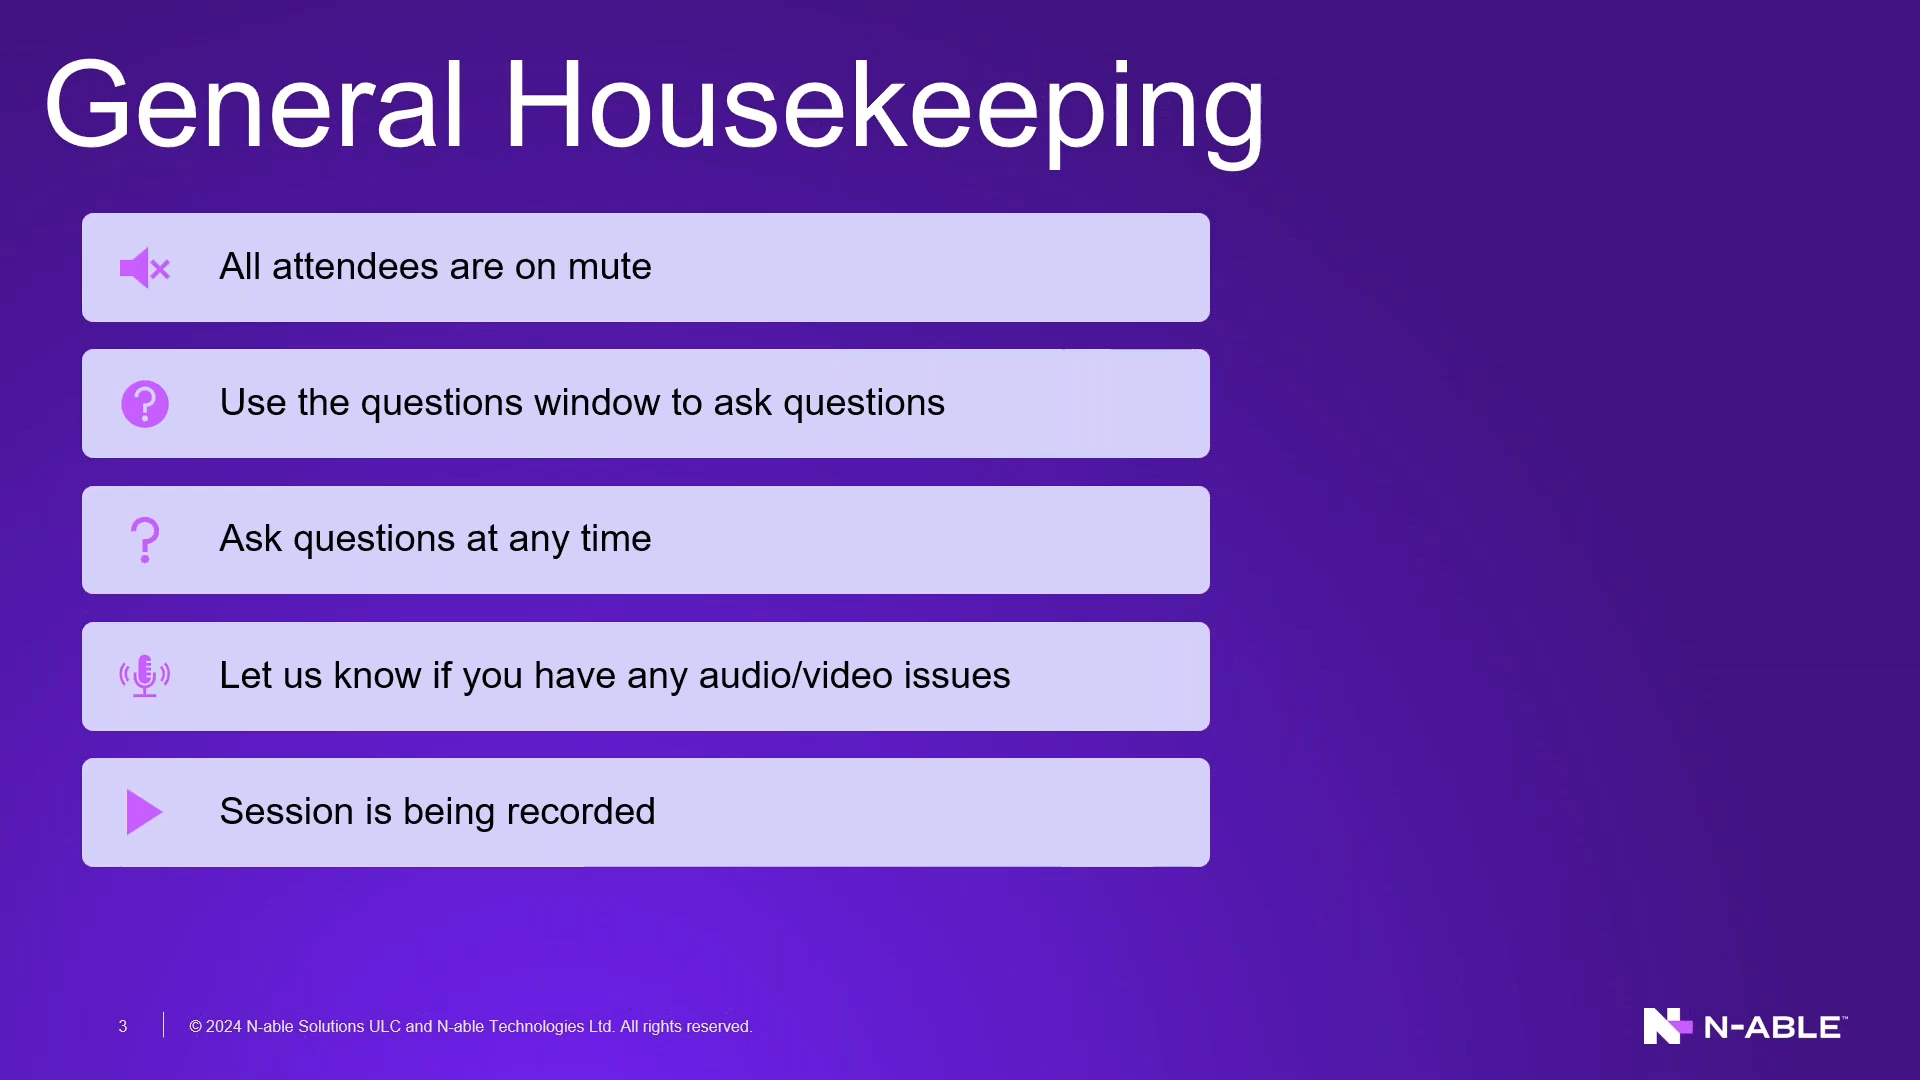 General Housekeeping
All attendees are on mute
Use the questions window to ask questions
Ask questions at any time
Let us know if you have any audio/video issues
Session is being recorded
3
© 2024 N-able Solutions ULC and N-able Technologies Ltd. All rights reserved.
N-ABLE™